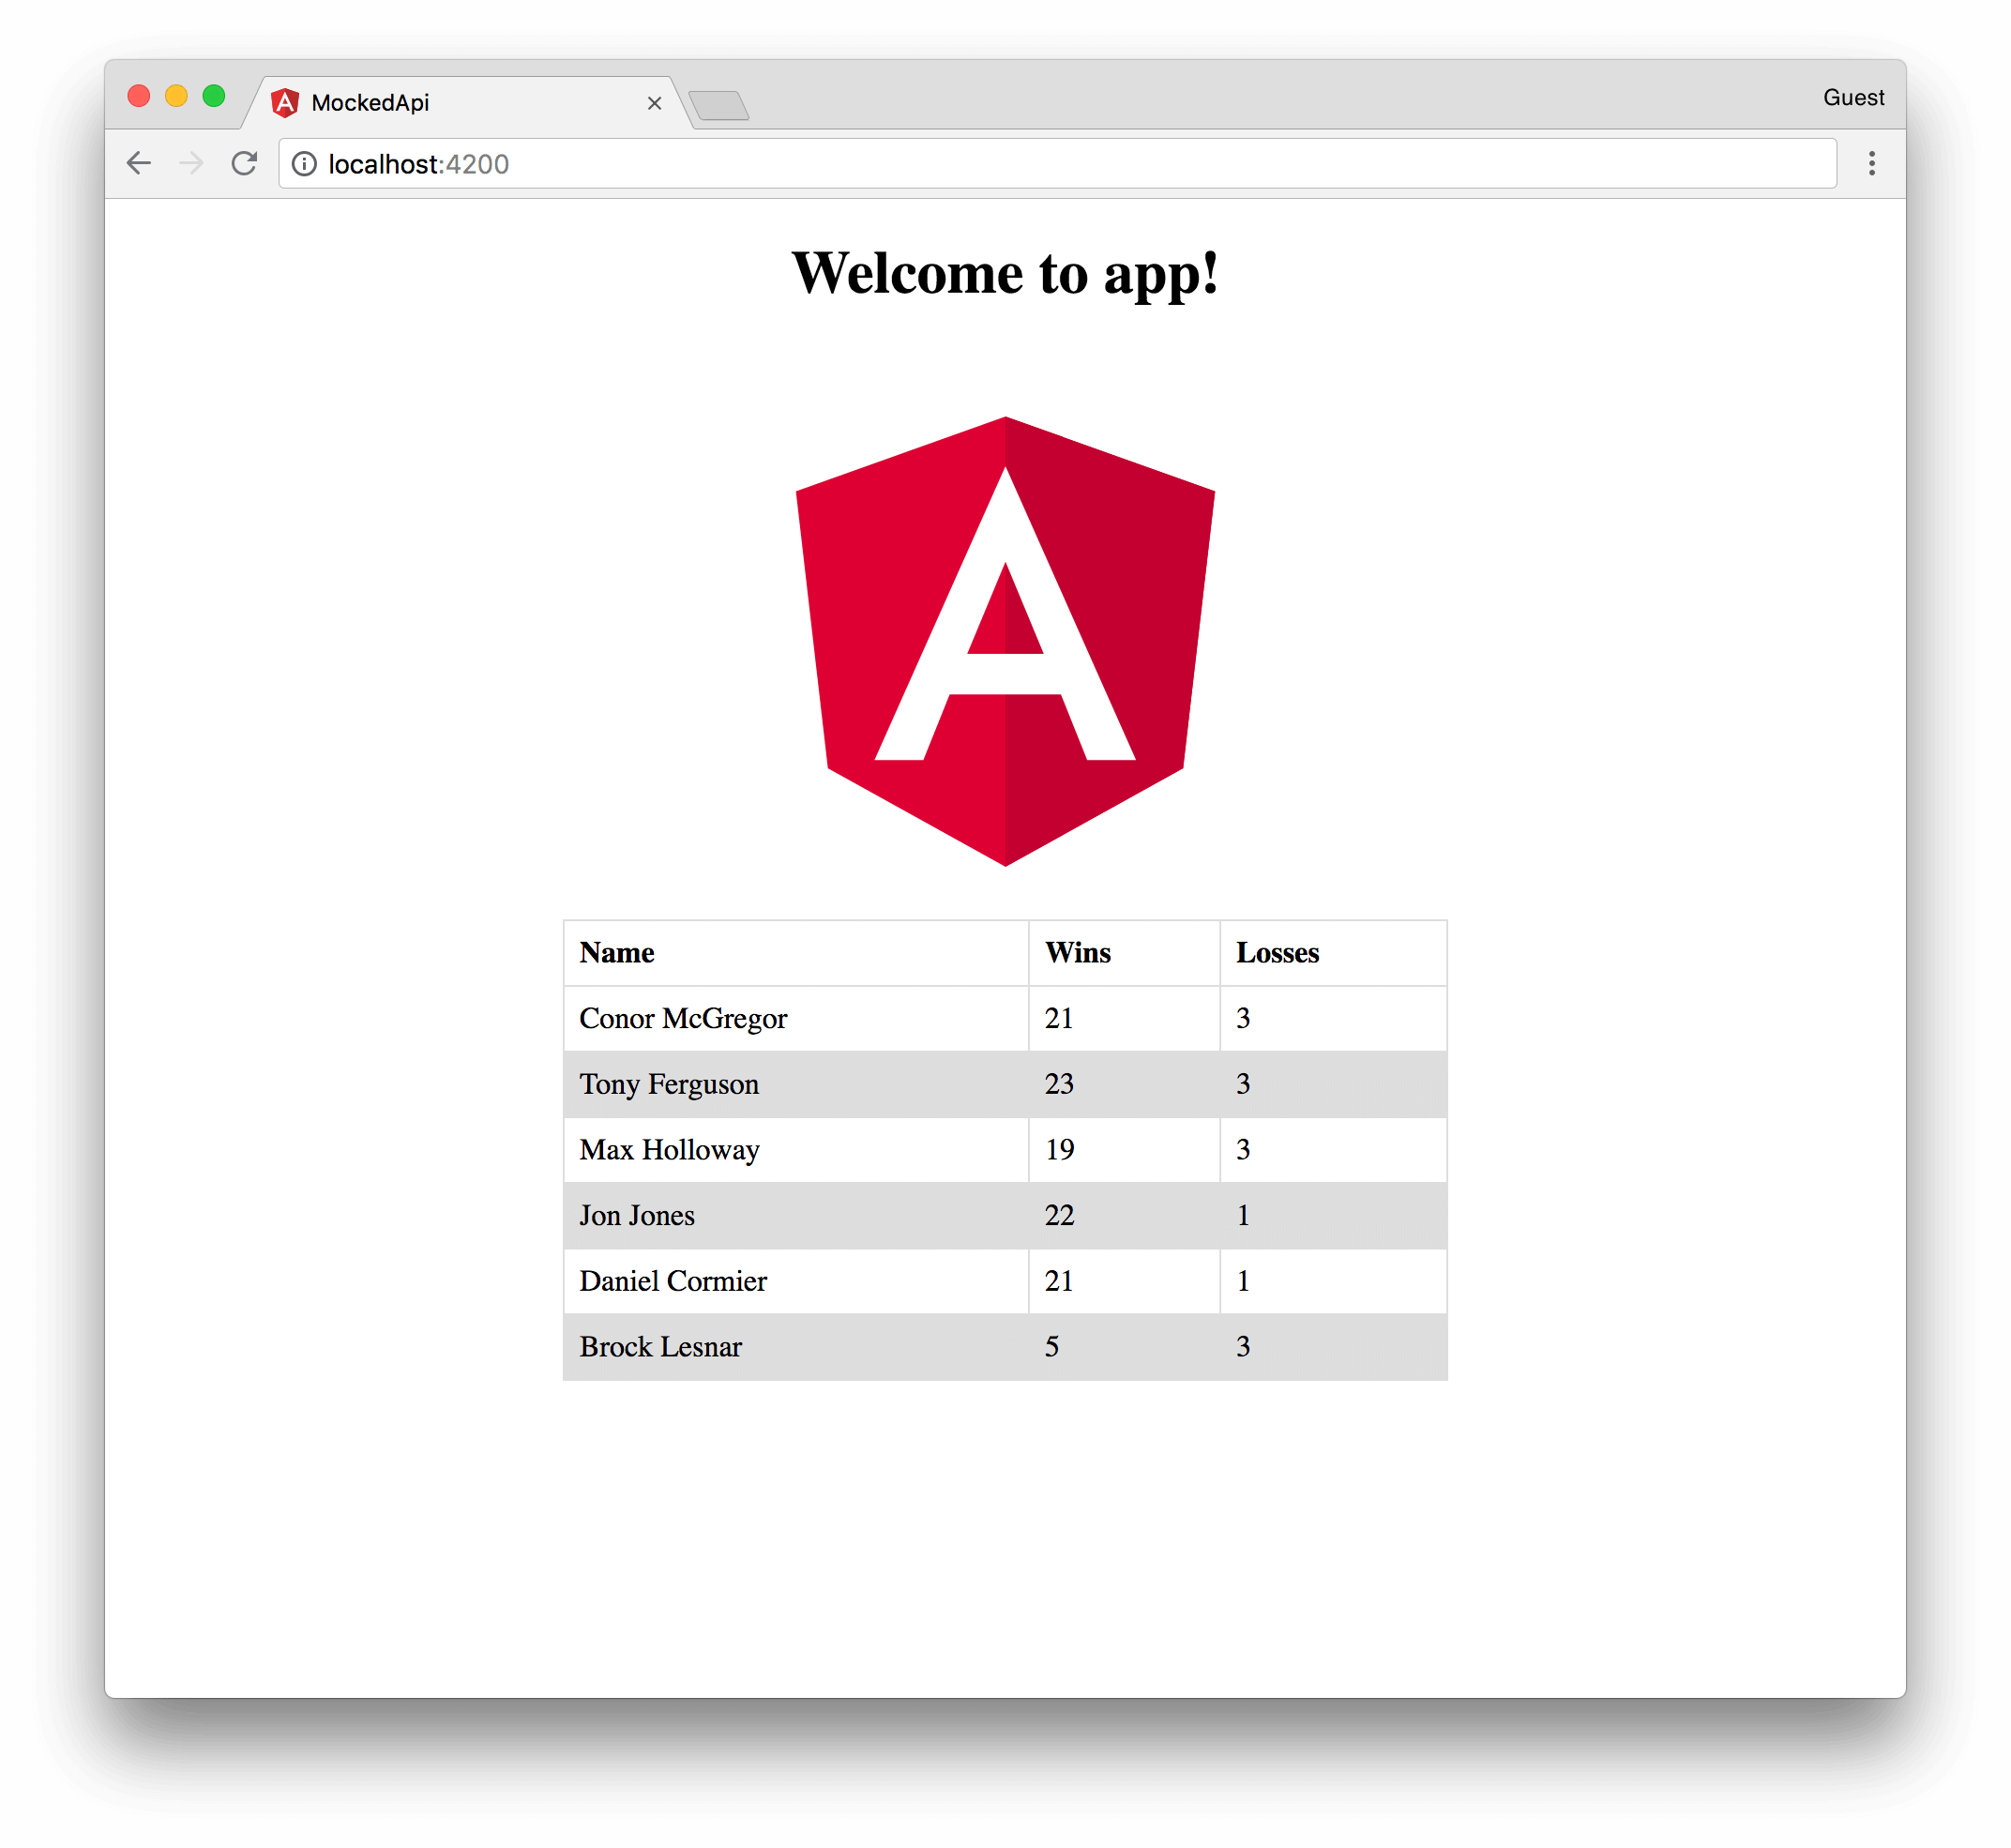 MockedApi
Guest
localhost:4200
Welcome to app!
A
Name Wins Losses
Conor McGregor 21 3
Tony Ferguson 23 3
Max Holloway 19 3
Jon Jones 22 1
Daniel Cormier 21 1
Brock Lesnar 5 3